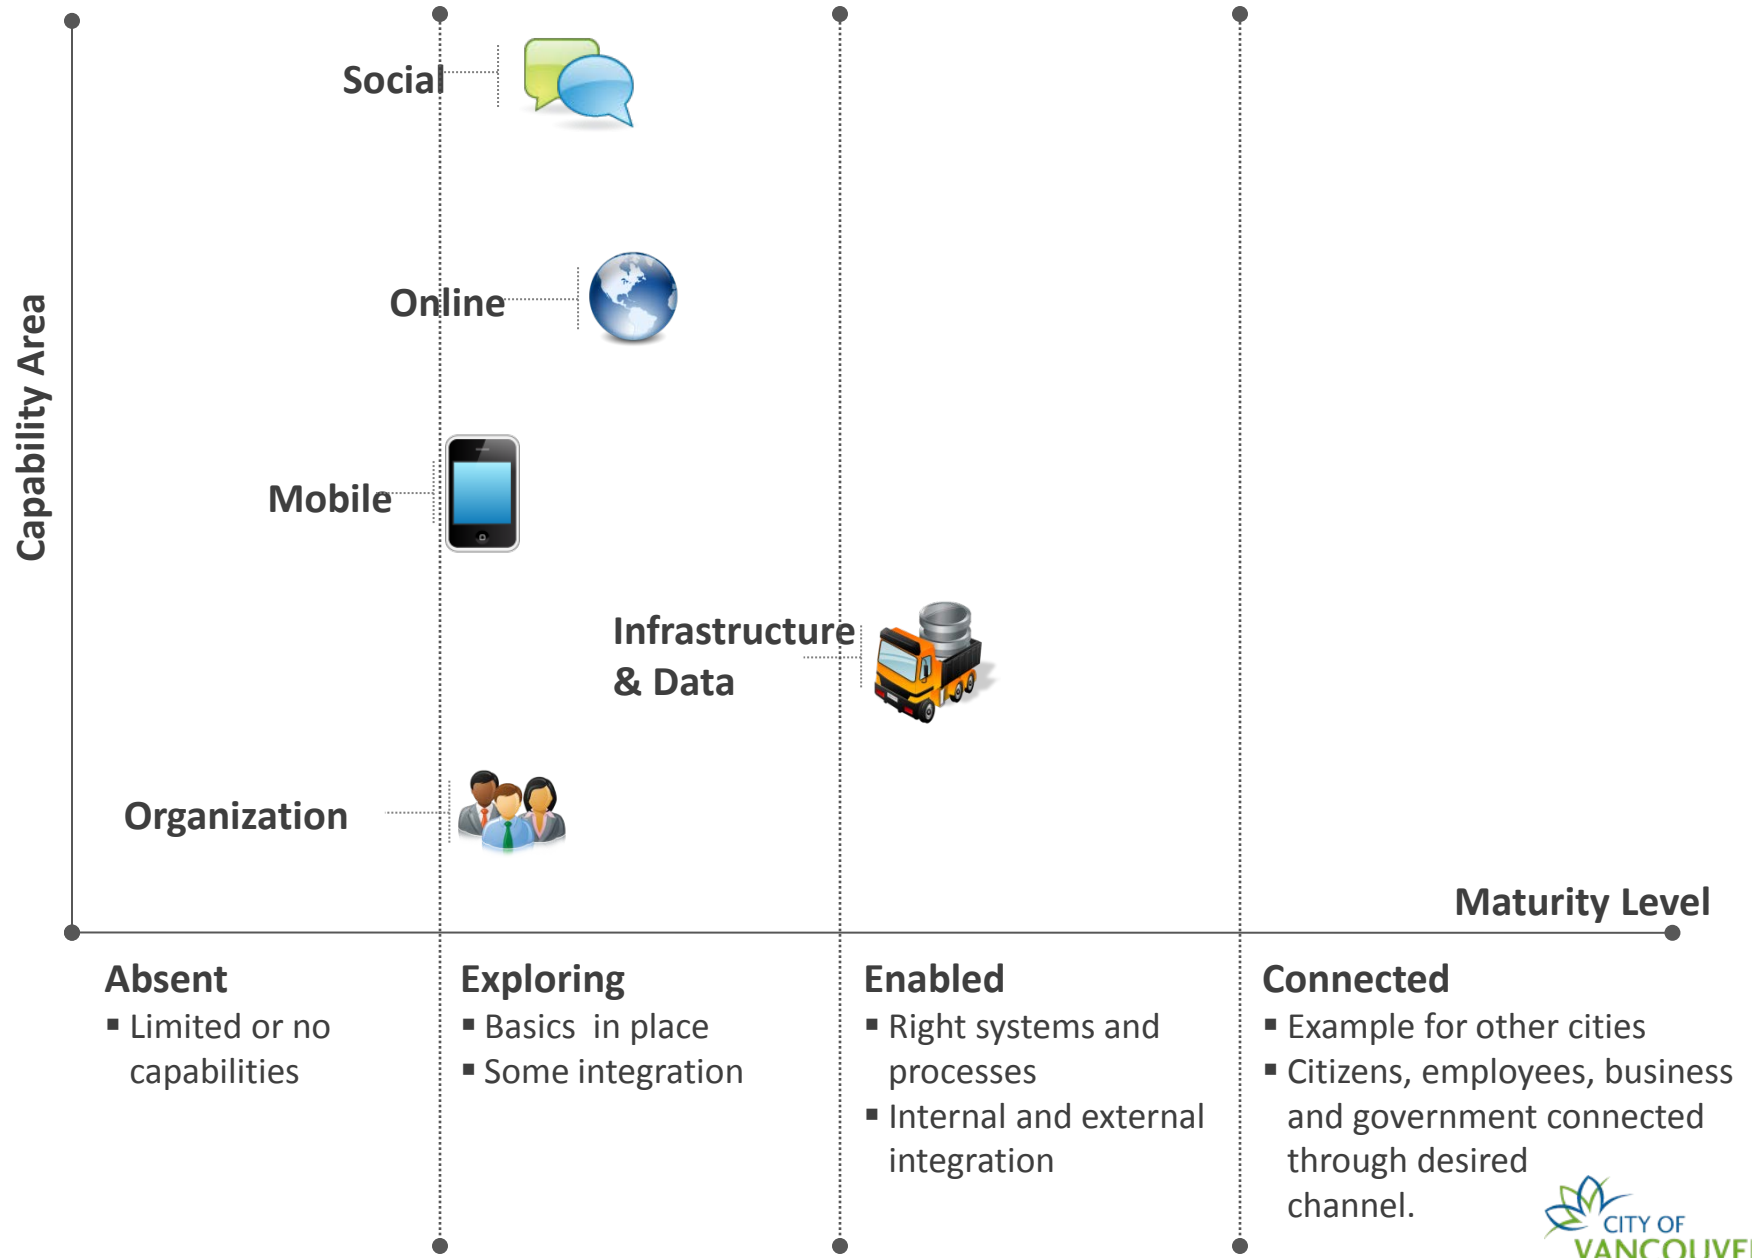 Social
Online
Capability Area
Mobile
Infrastructure
& Data
Organization
Maturity Level
Absent
▪ Limited or no
capabilities
Exploring
▪ Basics in place
▪ Some integration
Enabled
▪ Right systems and
processes
▪ Internal and external
integration
Connected
▪ Example for other cities
▪ Citizens, employees, business
and government connected
through desired
channel.
CITY OF
VANCOUVER